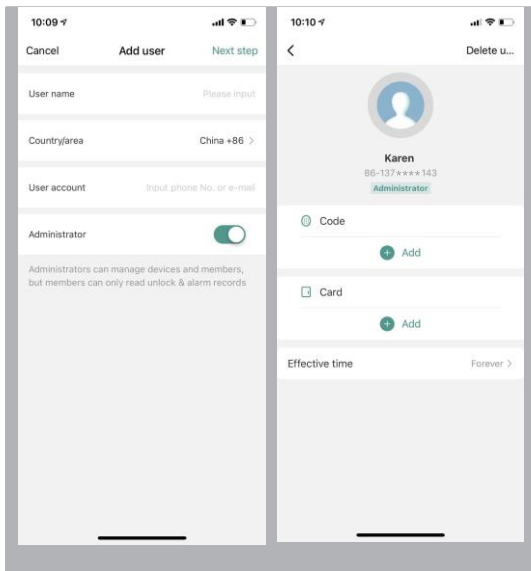 10:09
Cancel Add user Next step
User name Please input
Country/area China +86 >
User account Input phone No. or e-mail
Administrator
Administrators can manage devices and members,
but members can only read unlock & alarm records
10:10
< Delete u...
Karen
86-137****143
Administrator
Code
Add
Card
Add
Effective time Forever >